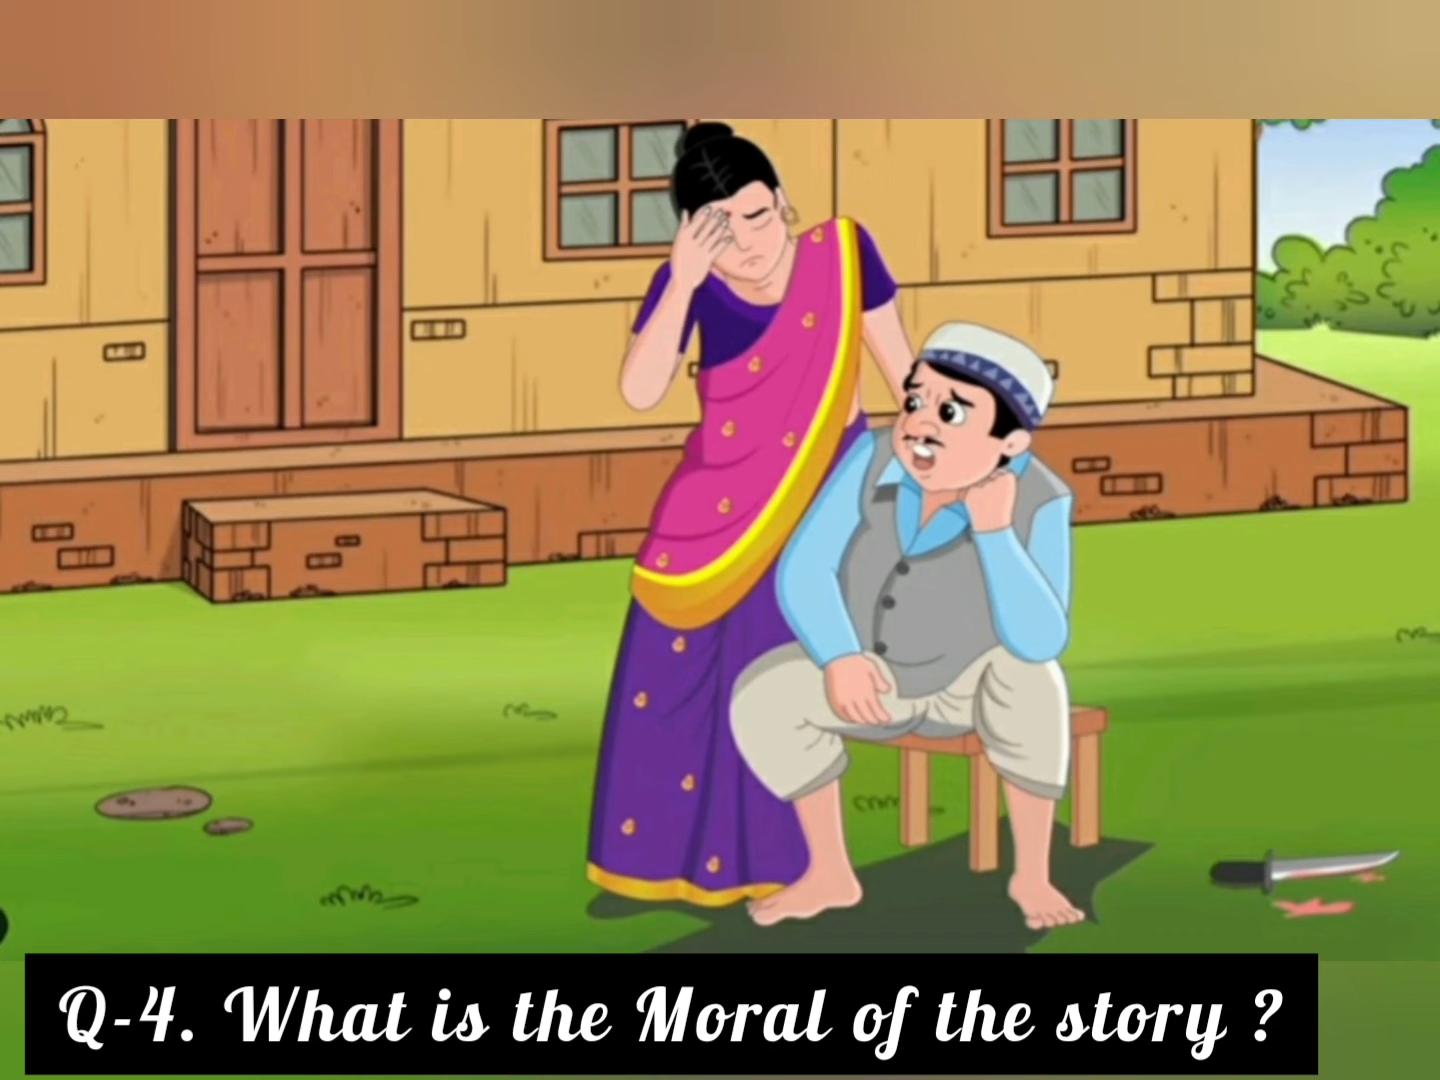 Q-4. What is the Moral of the story ?